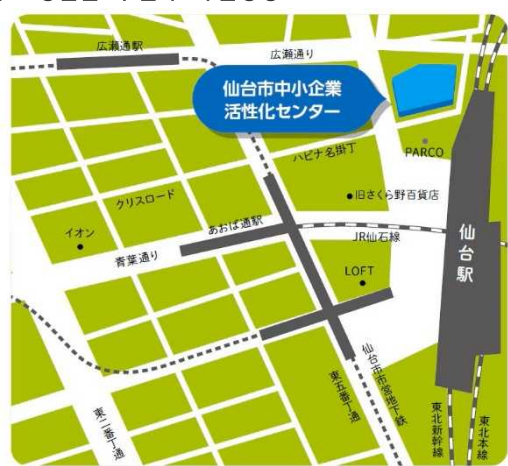 広瀬通駅
広瀬通り
仙台市中小企業
活性化センター
ハピナ名掛丁
PARCO
クリスロード
旧さくら野百貨店
あおば通駅
イオン
JR仙石線
仙台駅
青葉通り
LOFT
仙台市市営地下鉄
東五番丁通
東二番丁通
東北新幹線
東北本線